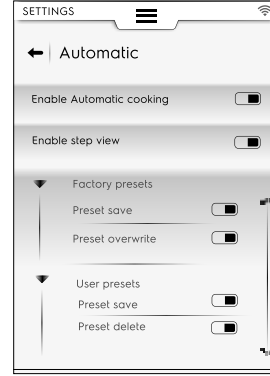 SETTINGS
Automatic
Enable Automatic cooking
Enable step view
Factory presets
Preset save
Preset overwrite
User presets
Preset save
Preset delete